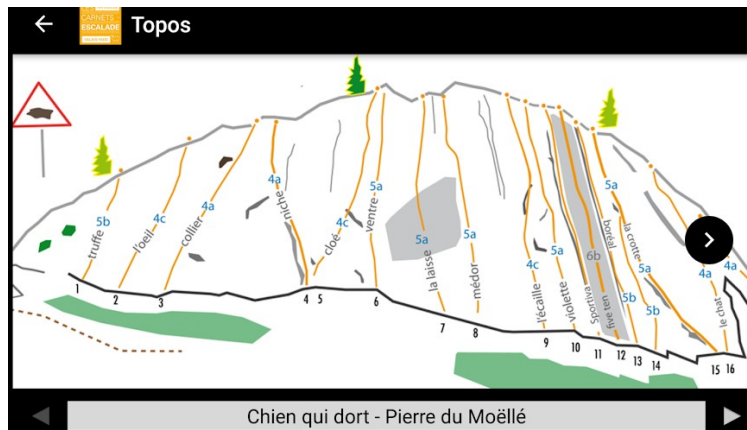 CARNETS
ESCALADE
Topos
truffe 5b
l'oeil 4c
collier 4a
niche 4a
cloé 4c
ventre 5a
la laisse 5a
médor 5a
l'écaille 4c
violette 5a
Sportiva
five ten 6b
boréal 5b
la crotte 5a
5b
5a
4a
le chat 4a
1 2 3 4 5 6 7 8 9 10 11 12 13 14 15 16
Chien qui dort - Pierre du Moëllé